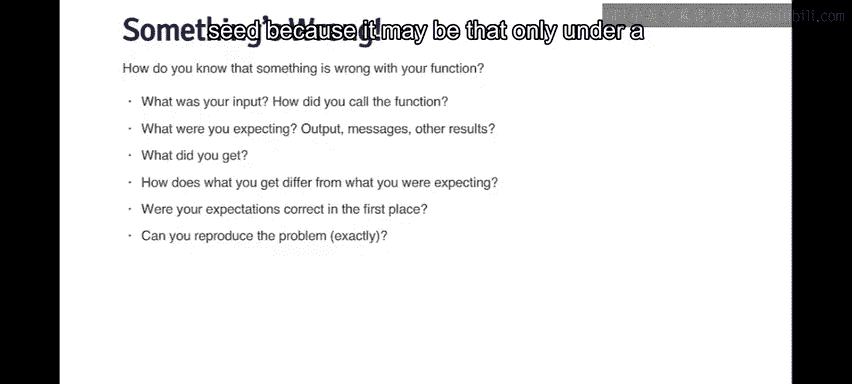 Something's Wrong!
seed because it may be that only under a
How do you know that something is wrong with your function?
· What was your input? How did you call the function?
· What were you expecting? Output, messages, other results?
· What did you get?
· How does what you get differ from what you were expecting?
· Were your expectations correct in the first place?
· Can you reproduce the problem (exactly)?